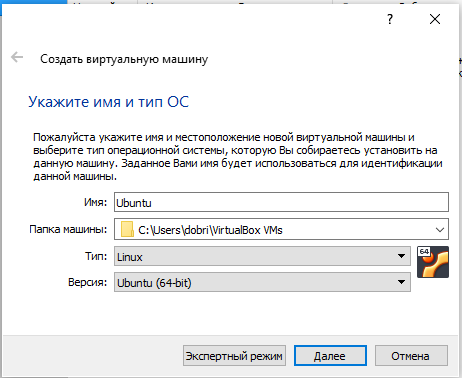 ?
Создать виртуальную машину
Укажите имя и тип ОС
Пожалуйста укажите имя и местоположение новой виртуальной машины и
выберите тип операционной системы, которую Вы собираетесь установить на
данную машину. Заданное Вами имя будет использоваться для идентификации
данной машины.
Имя: Ubuntu
Папка машины: C:\Users\dobri\VirtualBox VMs
Тип: Linux
64
Версия: Ubuntu (64-bit)
Экспертный режим Далее Отмена